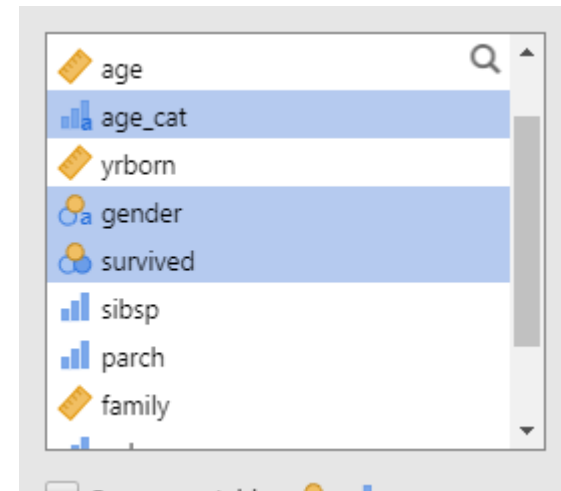 age
age_cat
yrborn
gender
survived
sibsp
parch
family